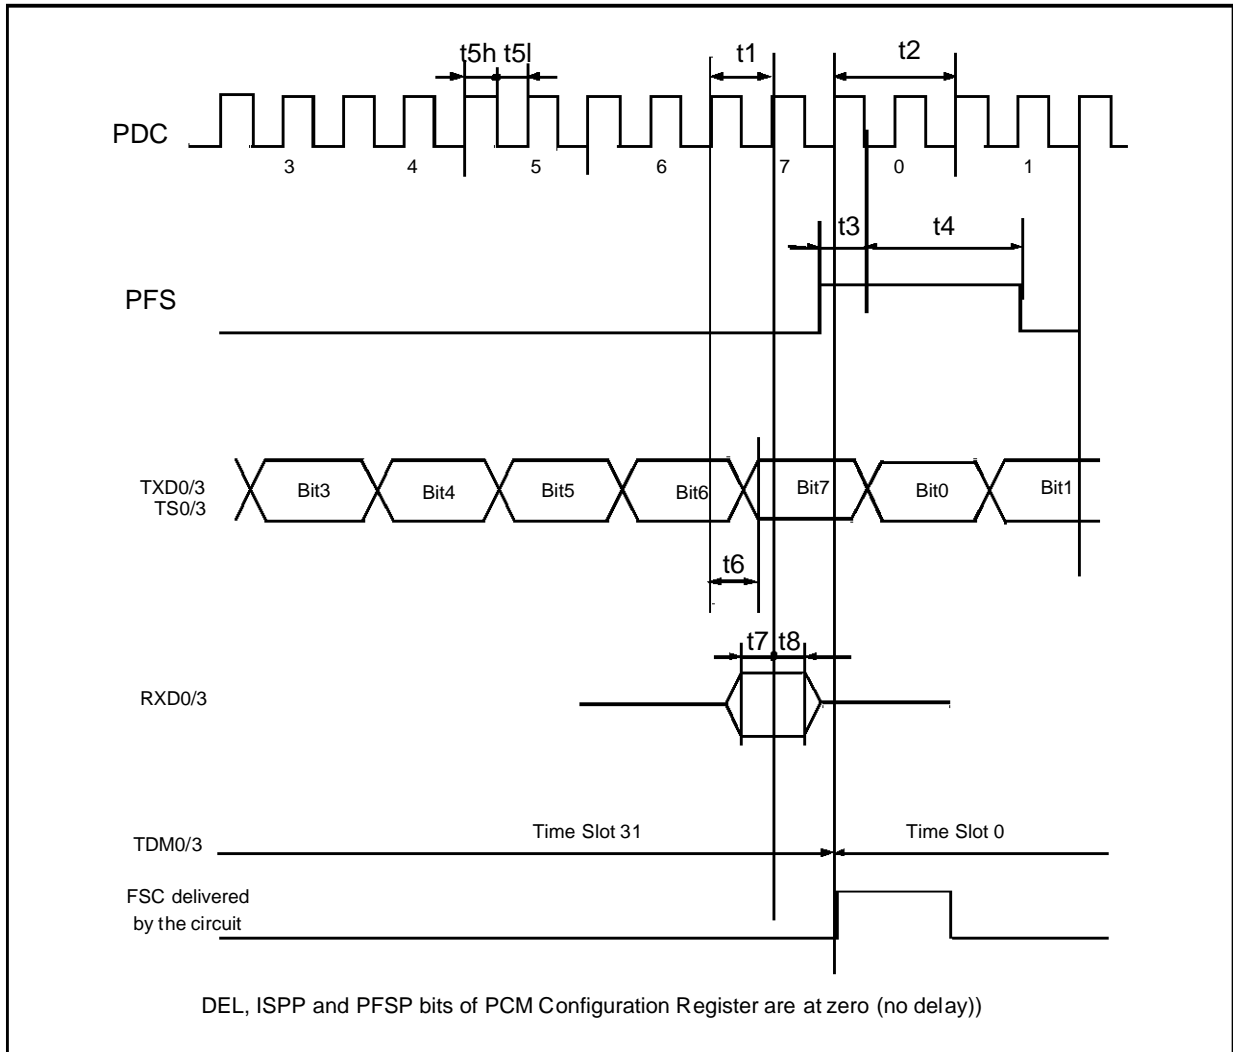 t5h t5l t1 t2
PDC
3 4 5 6 7 0 1
t3 t4
PFS
TXD0/3
TS0/3
Bit3 Bit4 Bit5 Bit6 Bit7 Bit0 Bit1
t6
t7 t8
RXD0/3
Time Slot 31 Time Slot 0
TDM0/3
FSC delivered
by the circuit
DEL, ISPP and PFSP bits of PCM Configuration Register are at zero (no delay))